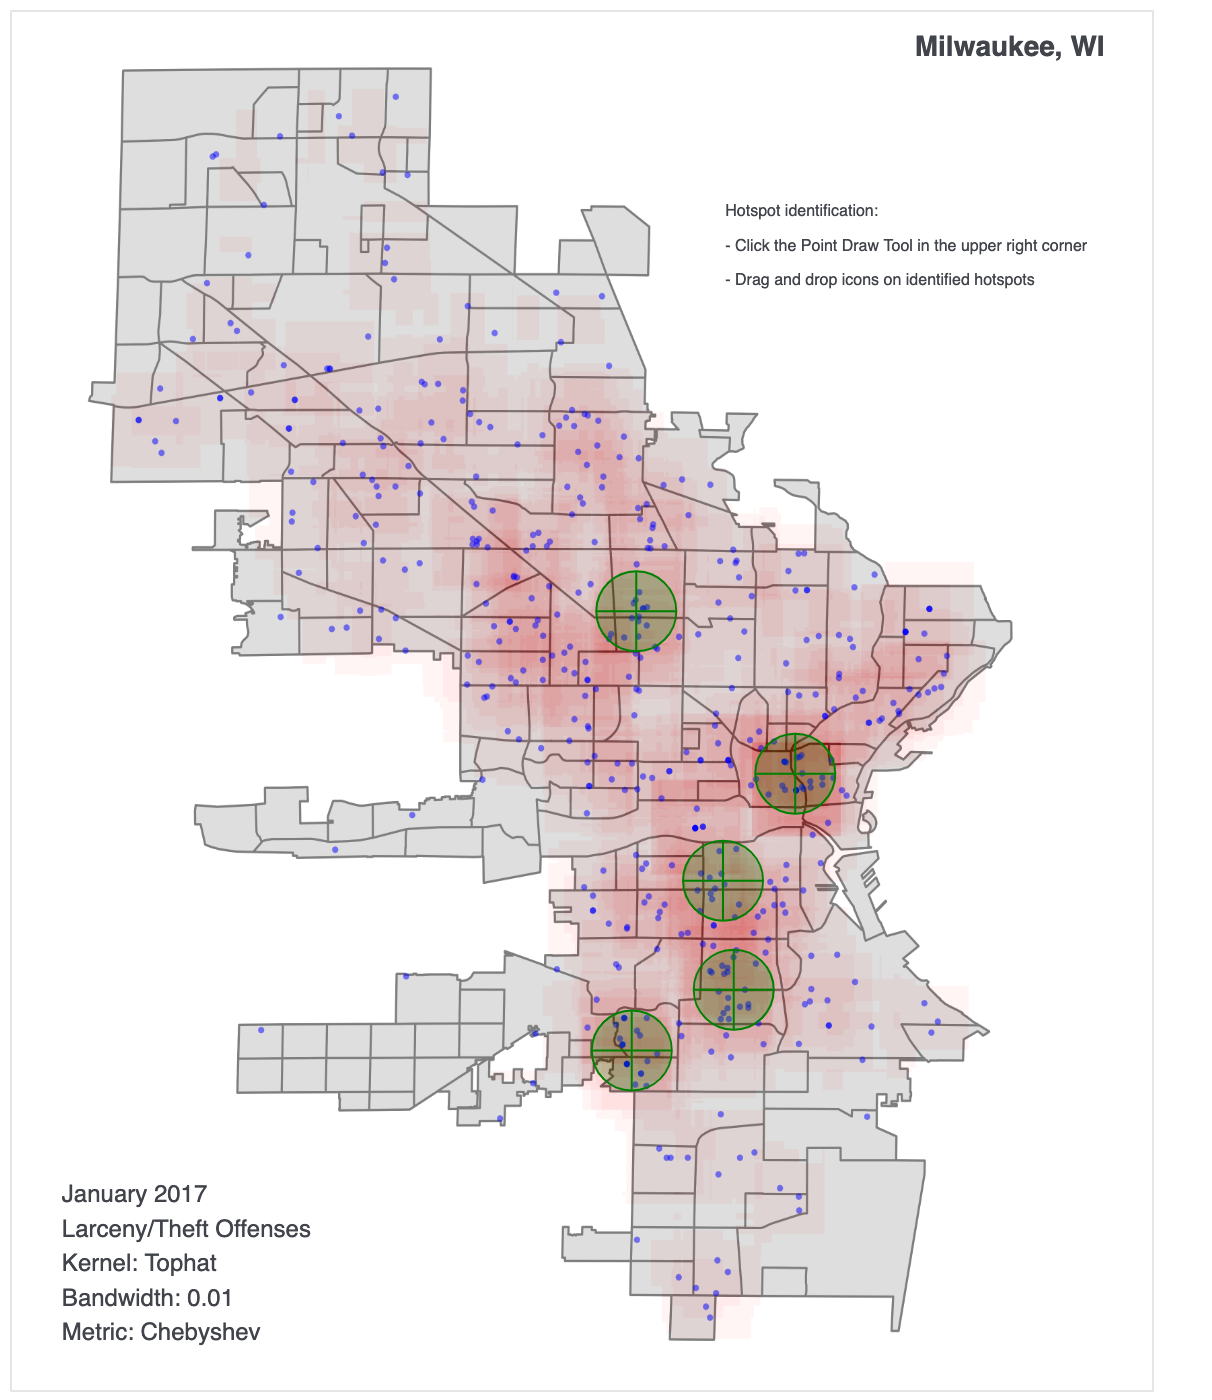 Milwaukee, WI
Hotspot identification:
- Click the Point Draw Tool in the upper right corner
- Drag and drop icons on identified hotspots
January 2017
Larceny/Theft Offenses
Kernel: Tophat
Bandwidth: 0.01
Metric: Chebyshev